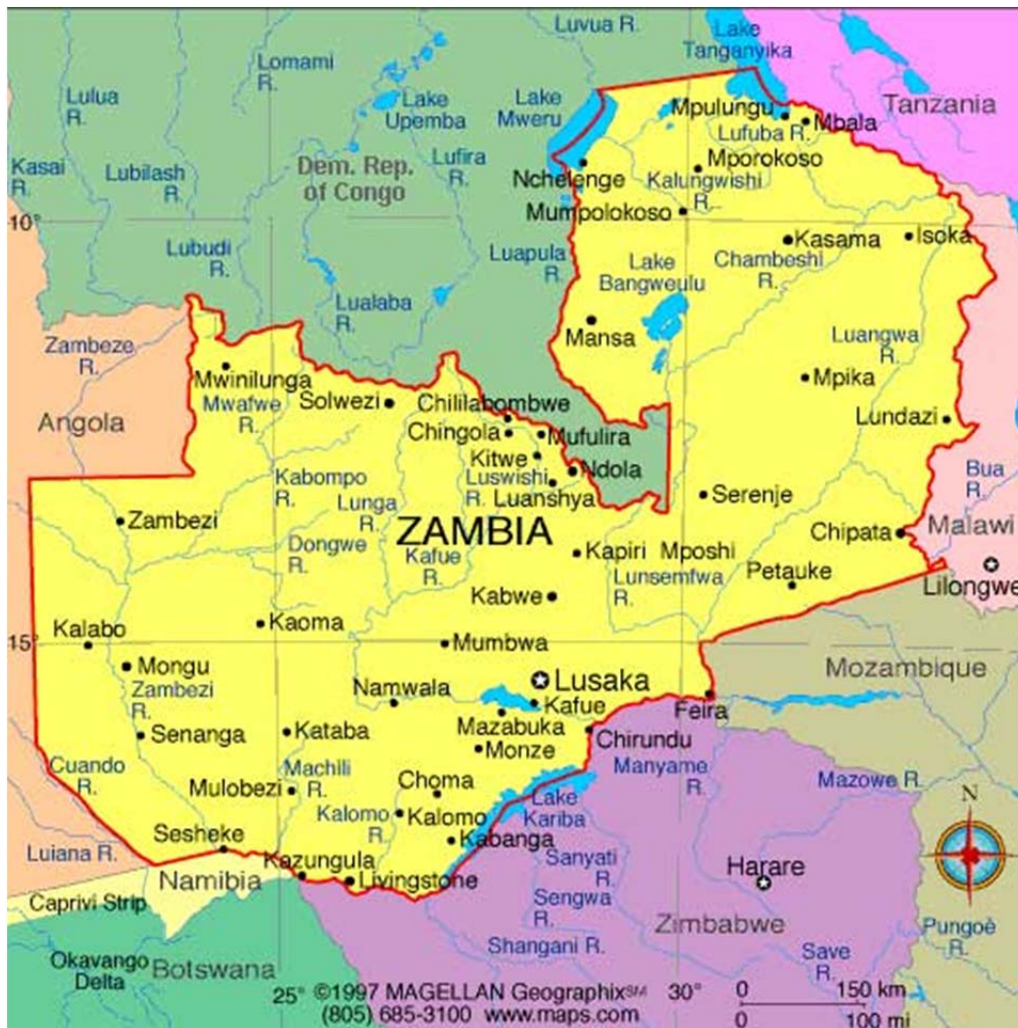 Luvua R.
Lake
Tanganyika
Lomami
R.
Lulua
R.
Lake
Upemba
Lake
Mweru
Mpulungu
Mbala
Tanzania
Lufuba R.
Kasai
R.
Lubilash
R.
Dem. Rep.
of Congo
Lufira
R.
Nchelenge
Mporokoso
Kalungwishi
R.
Mumpolokoso
10°
Lubudi
R.
Luapula
R.
Kasama
Isoka
Chambeshi
R.
Lake
Bangweulu
Lualaba
R.
Mansa
Luangwa
R.
Zambeze
R.
Mwinilunga
Mwafwe
R.
Solwezi
Chililabombwe
Mpika
Angola
Chingola
Mufulira
Lundazi
Kitwe
Ndola
Luswishi
R.
Luanshya
Kabompo
R.
Lunga
R.
Serenje
Bua
R.
Malawi
Zambezi
ZAMBIA
Chipata
Dongwe
R.
Kafue
R.
Kapiri Mposhi
Lunsemfwa
R.
Petauke
Lilongwe
Kabwe
Kaoma
15°
Kalabo
Mumbwa
Mongu
Zambezi
R.
Lusaka
Mozambique
Namwala
Kafue
Feira
Senanga
Kataba
Mazabuka
Monze
Chirundu
Cuando
R.
Machili
R.
Manyame
R.
Mazowe R.
Mulobezi
Choma
Lake
Kariba
N
Kalomo
R
Kalomo
Kabanga
Sesheke
Luiana R.
Kazungula
Livingstone
Sanyati
R.
Harare
Namibia
Caprivi Strip
Sengwa
R.
Zimbabwe
Pungoè
R.
Shangani R.
Save
R.
Okavango
Delta
Botswana
25° ©1997 MAGELLAN Geographix℠ 30° 0 150 km
(805) 685-3100 www.maps.com 0 100 mi